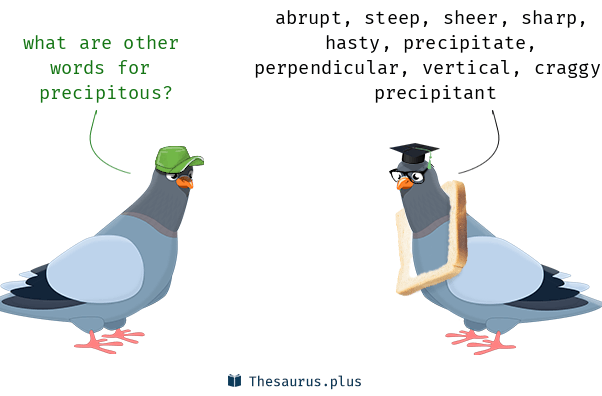 what are other
words for
precipitous?
abrupt, steep, sheer, sharp,
hasty, precipitate,
perpendicular, vertical, craggy
precipitant
Thesaurus.plus